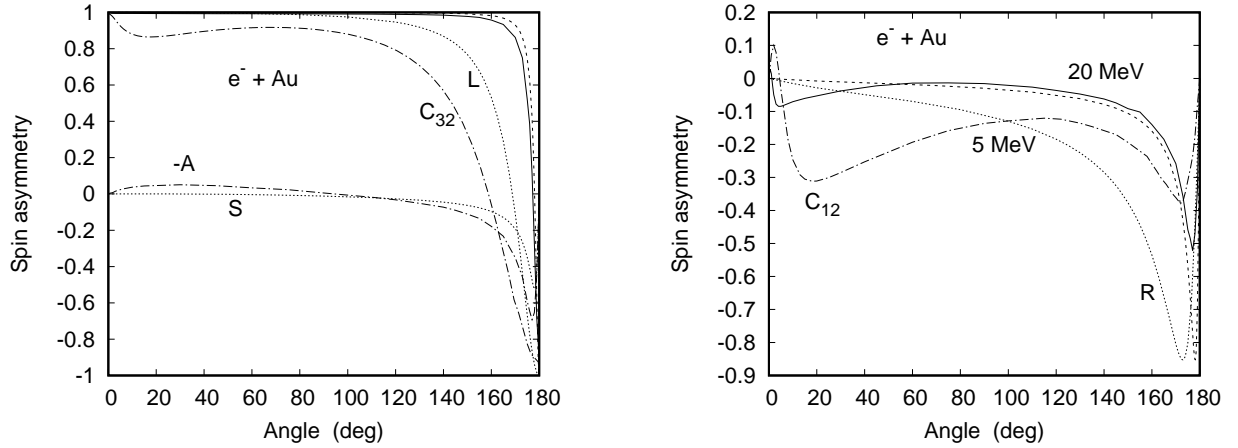 1
0.8
0.6
0.4
0.2
0
-0.2
-0.4
-0.6
-0.8
-1
Spin asymmetry
e- + Au
L
C32
-A
S
0 20 40 60 80 100 120 140 160 180
Angle (deg)
0.2
0.1
0
-0.1
-0.2
-0.3
-0.4
-0.5
-0.6
-0.7
-0.8
-0.9
Spin asymmetry
e- + Au
20 MeV
5 MeV
C12
R
0 20 40 60 80 100 120 140 160 180
Angle (deg)